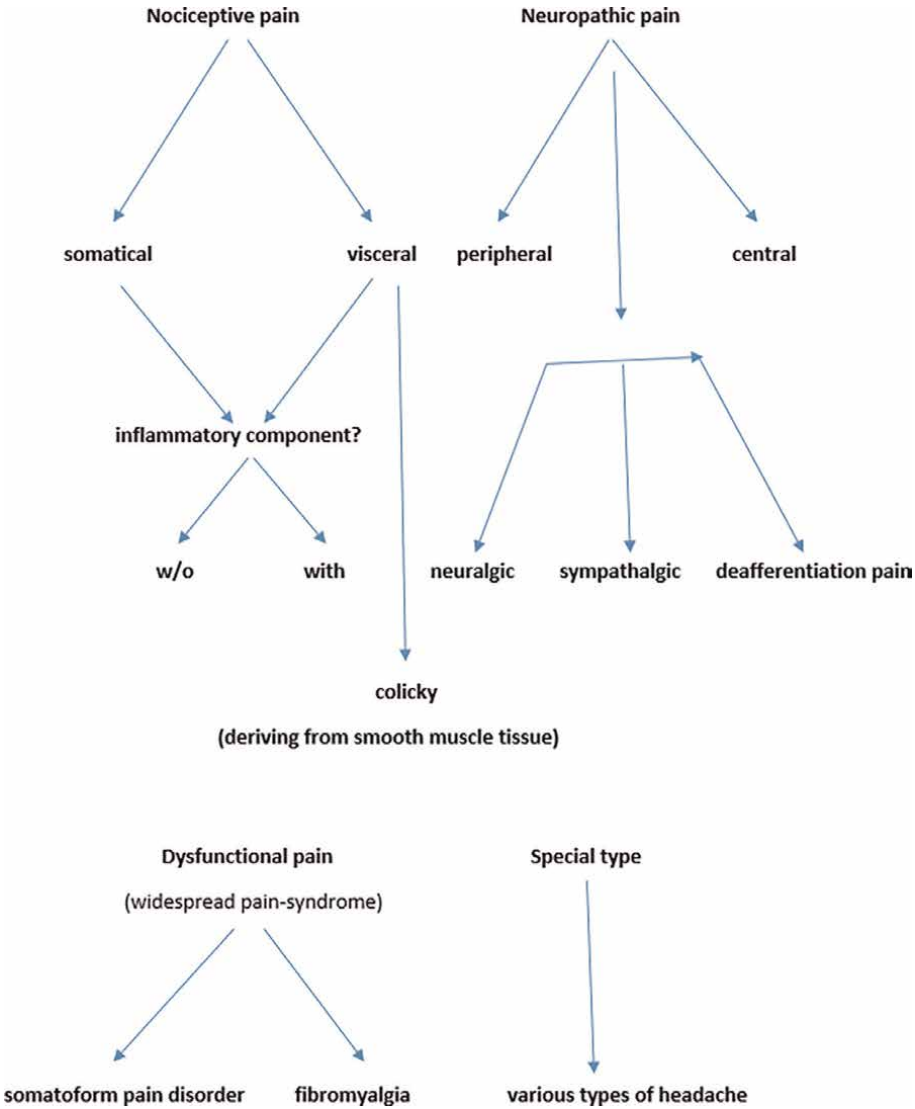 Nociceptive pain
Neuropathic pain
somatical
visceral
peripheral
central
inflammatory component?
w/o
with
neuralgic
sympathalgic
deafferentiation pain
colicky
(deriving from smooth muscle tissue)
Dysfunctional pain
Special type
(widespread pain-syndrome)
somatoform pain disorder
fibromyalgia
various types of headache